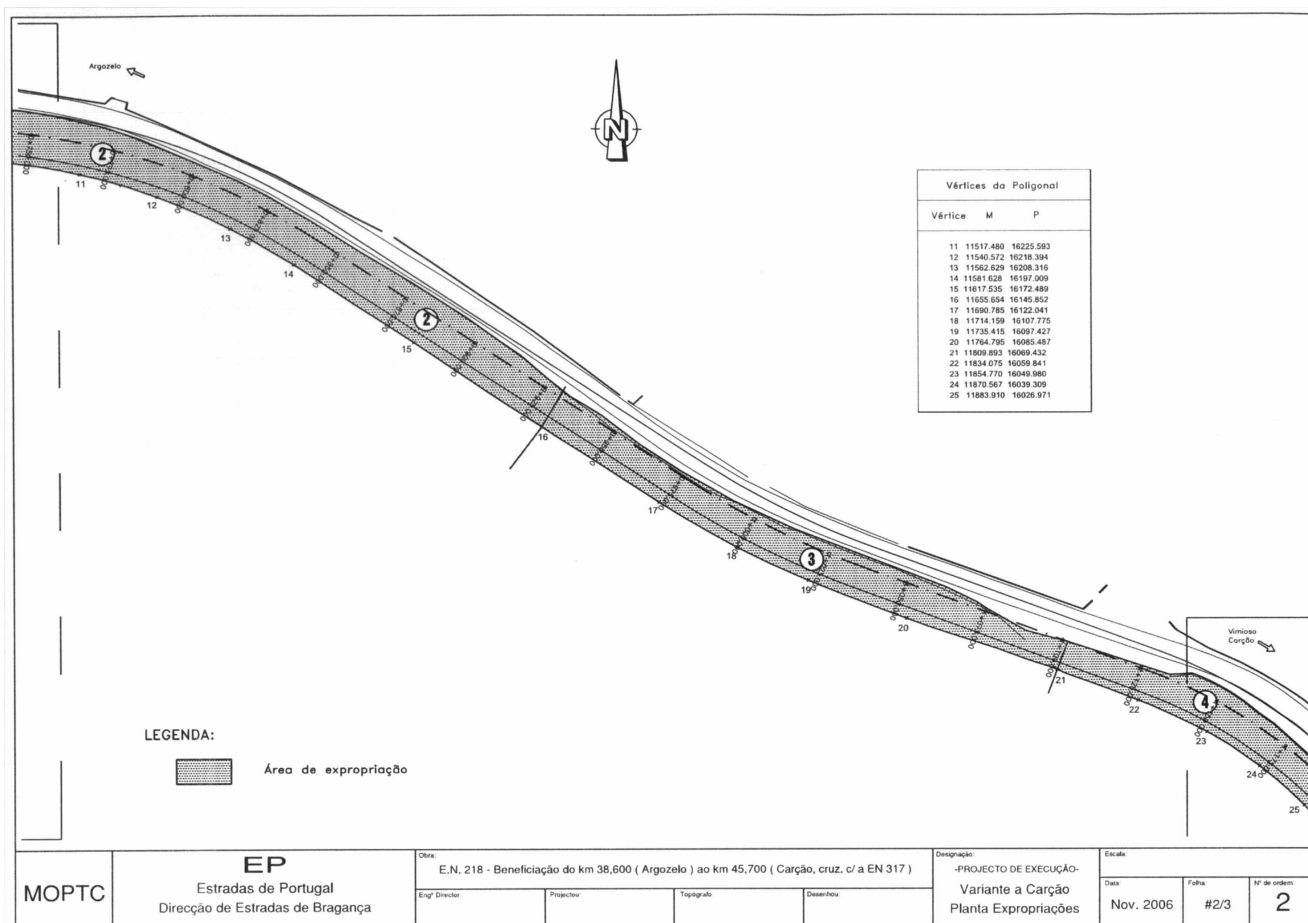 Argozelo
N
2
11
12
13
14
2
15
16
17
18
3
19
20
21
22
4
23
24
25
Vimioso
Carção
Vértices da Poligonal
Vértice M P
11 11517.480 16225.593
12 11540.572 16218.394
13 11562.629 16208.316
14 11581.628 16197.009
15 11617.535 16172.489
16 11655.654 16145.852
17 11690.785 16122.041
18 11714.159 16107.775
19 11735.415 16097.427
20 11764.795 16085.487
21 11809.893 16069.432
22 11834.075 16059.841
23 11854.770 16049.980
24 11870.567 16039.309
25 11883.910 16026.971
LEGENDA:
Área de expropriação
MOPTC
EP
Estradas de Portugal
Direcção de Estradas de Bragança
Obra:
E.N. 218 - Beneficiação do km 38,600 ( Argozelo ) ao km 45,700 ( Carção, cruz. c/ a EN 317 )
Engº Director:
Projectou:
Topógrafo:
Desenhou:
Designação:
-PROJECTO DE EXECUÇÃO-
Variante a Carção
Planta Expropriações
Escala:
Data:
Nov. 2006
Folha:
#2/3
Nº de ordem:
2